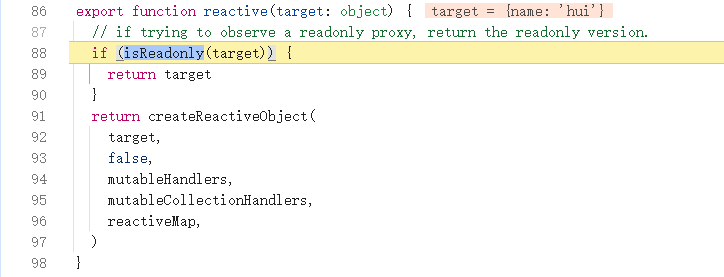 86 export function reactive(target: object) { target = {name: 'hui'}
87 // if trying to observe a readonly proxy, return the readonly version.
88 if (isReadonly(target)) {
89 return target
90 }
91 return createReactiveObject(
92 target,
93 false,
94 mutableHandlers,
95 mutableCollectionHandlers,
96 reactiveMap,
97 )
98 }